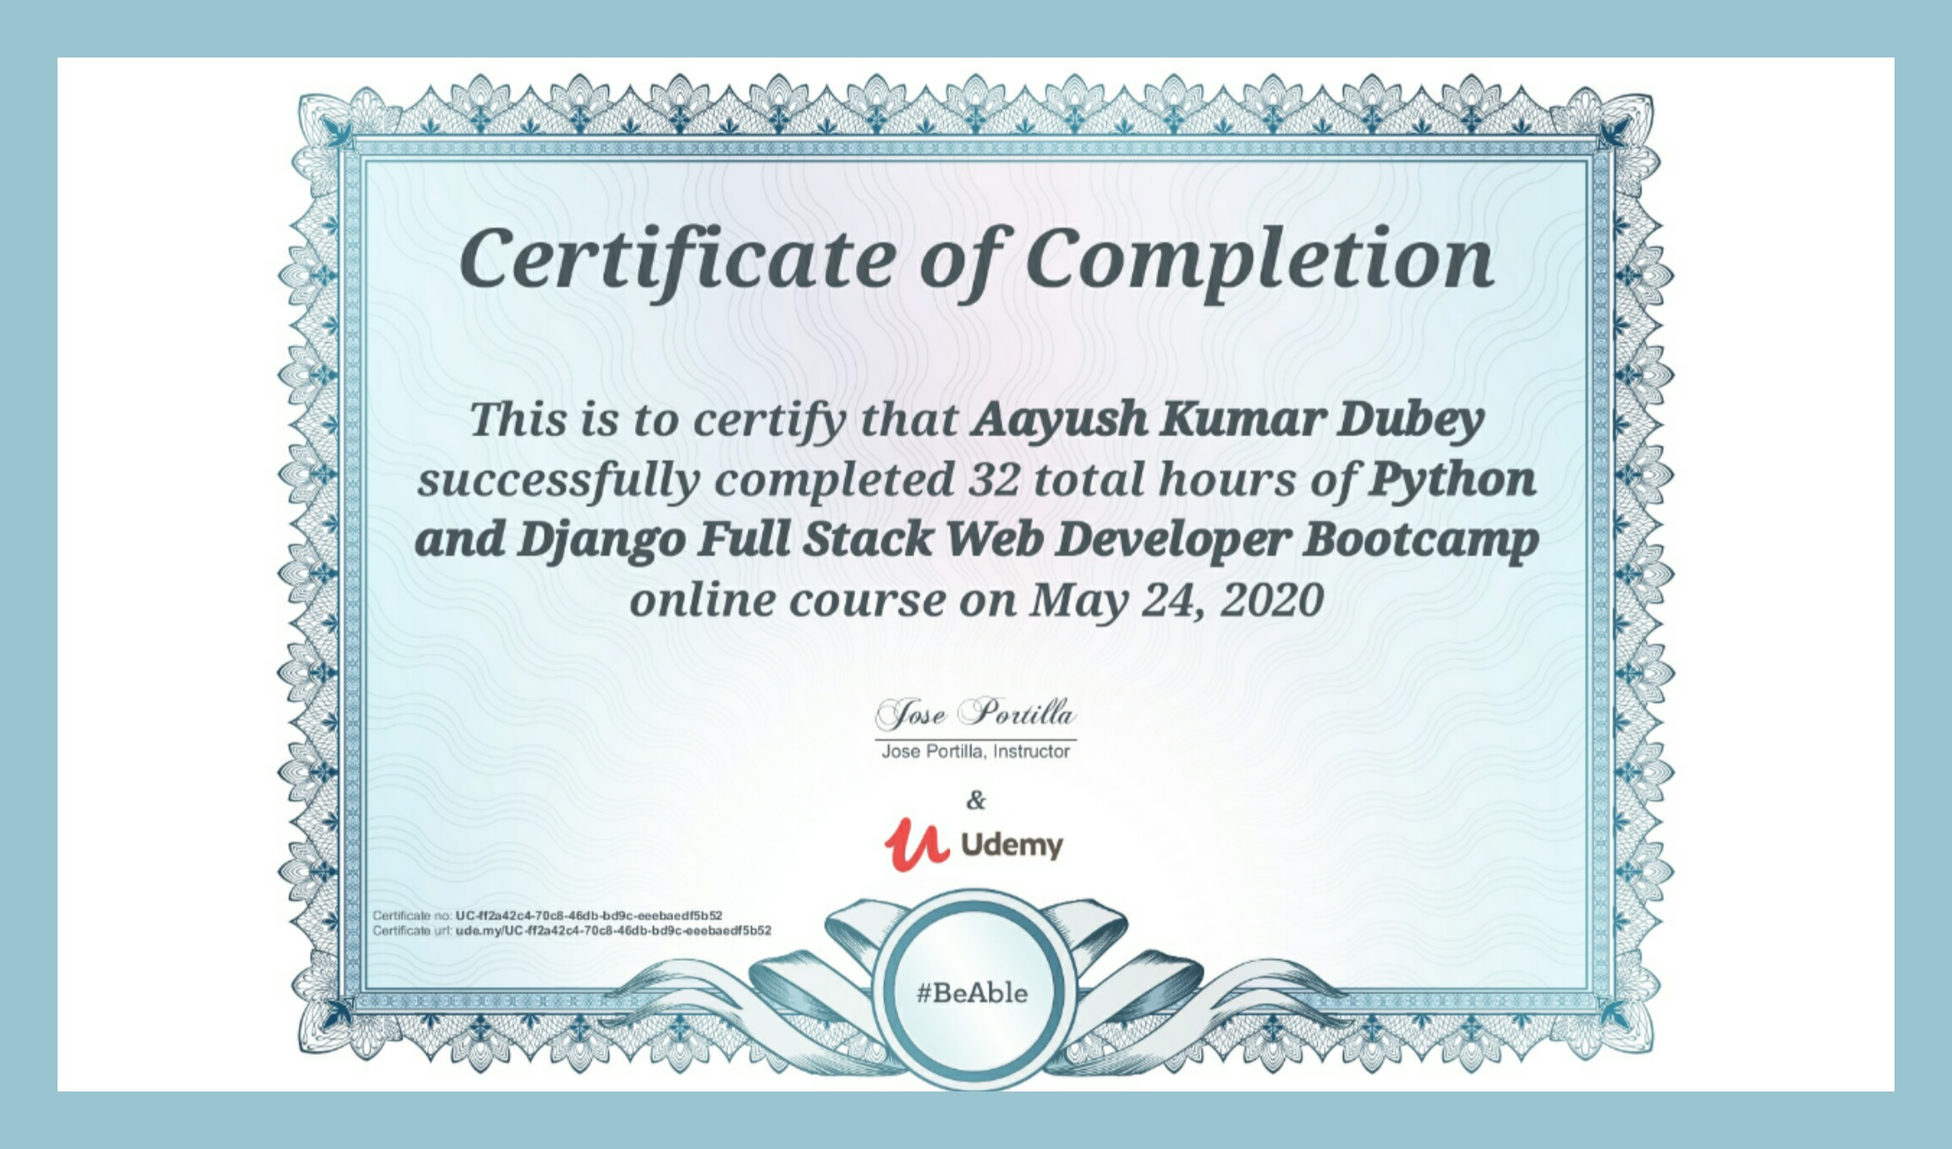 Certificate of Completion
This is to certify that Aayush Kumar Dubey
successfully completed 32 total hours of Python
and Django Full Stack Web Developer Bootcamp
online course on May 24, 2020
Jose Portilla
Jose Portilla, Instructor
&
Udemy
Certificate no: UC-ff2a42c4-70c8-46db-bd9c-eeebaedf5b52
Certificate url: ude.my/UC-ff2a42c4-70c8-46db-bd9c-eeebaedf5b52
#BeAble